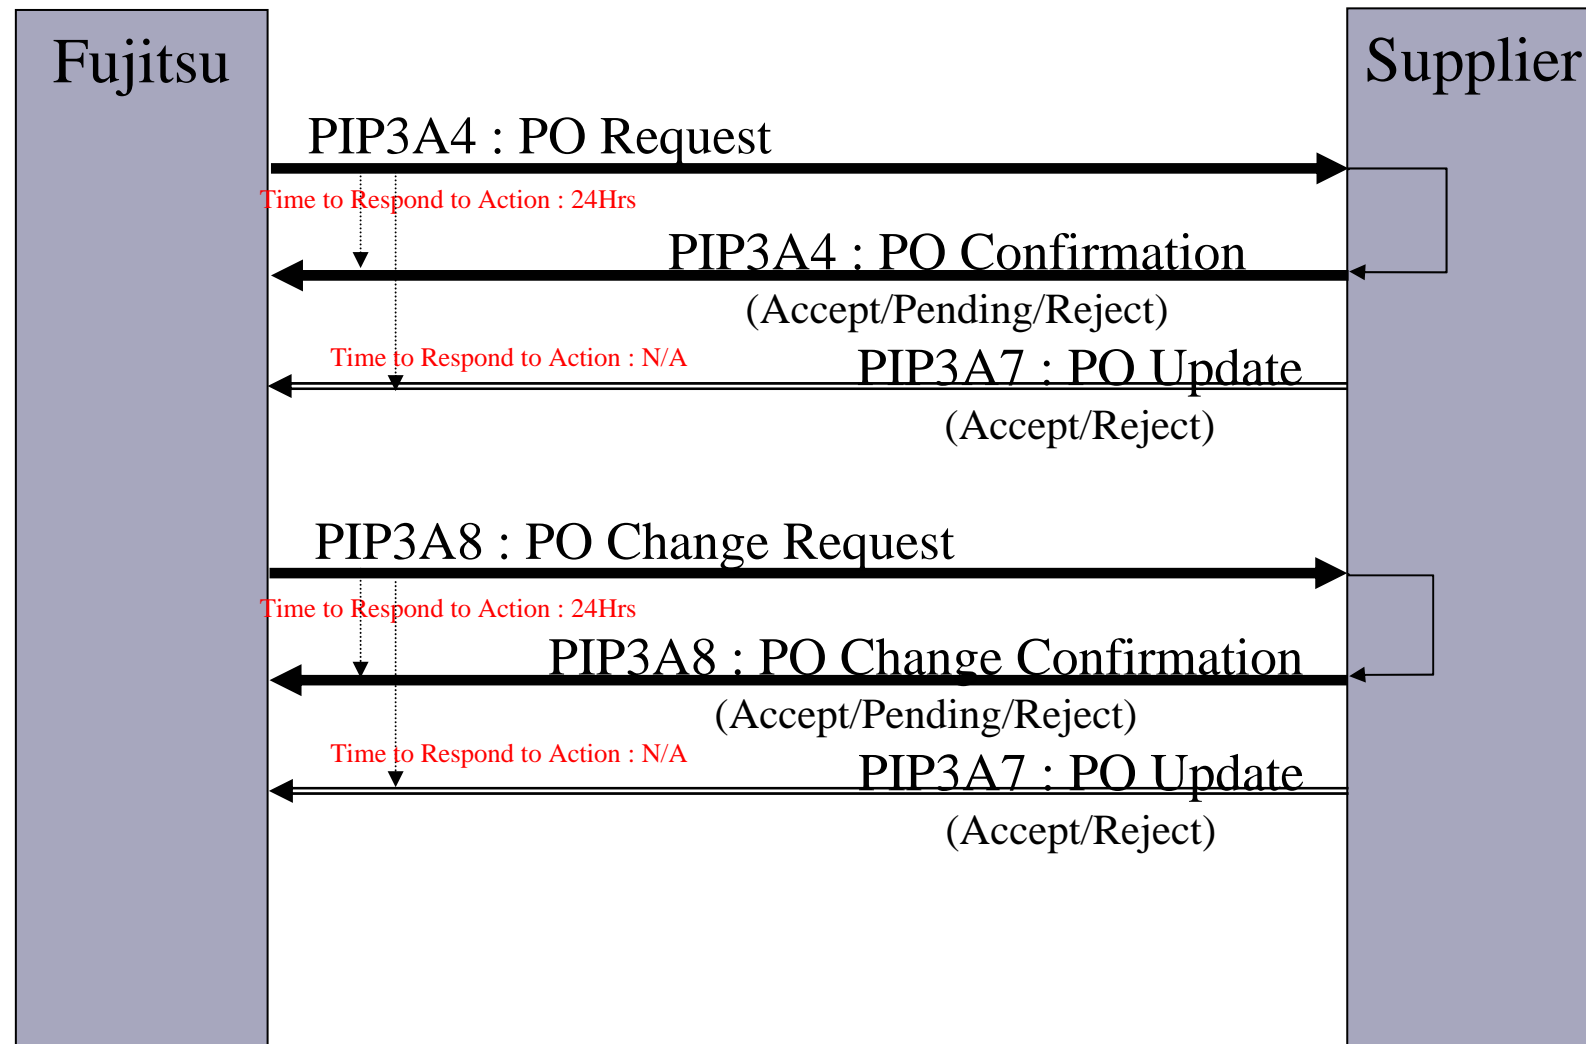 Fujitsu
Supplier
PIP3A4 : PO Request
Time to Respond to Action : 24Hrs
PIP3A4 : PO Confirmation
(Accept/Pending/Reject)
Time to Respond to Action : N/A
PIP3A7 : PO Update
(Accept/Reject)
PIP3A8 : PO Change Request
Time to Respond to Action : 24Hrs
PIP3A8 : PO Change Confirmation
(Accept/Pending/Reject)
Time to Respond to Action : N/A
PIP3A7 : PO Update
(Accept/Reject)